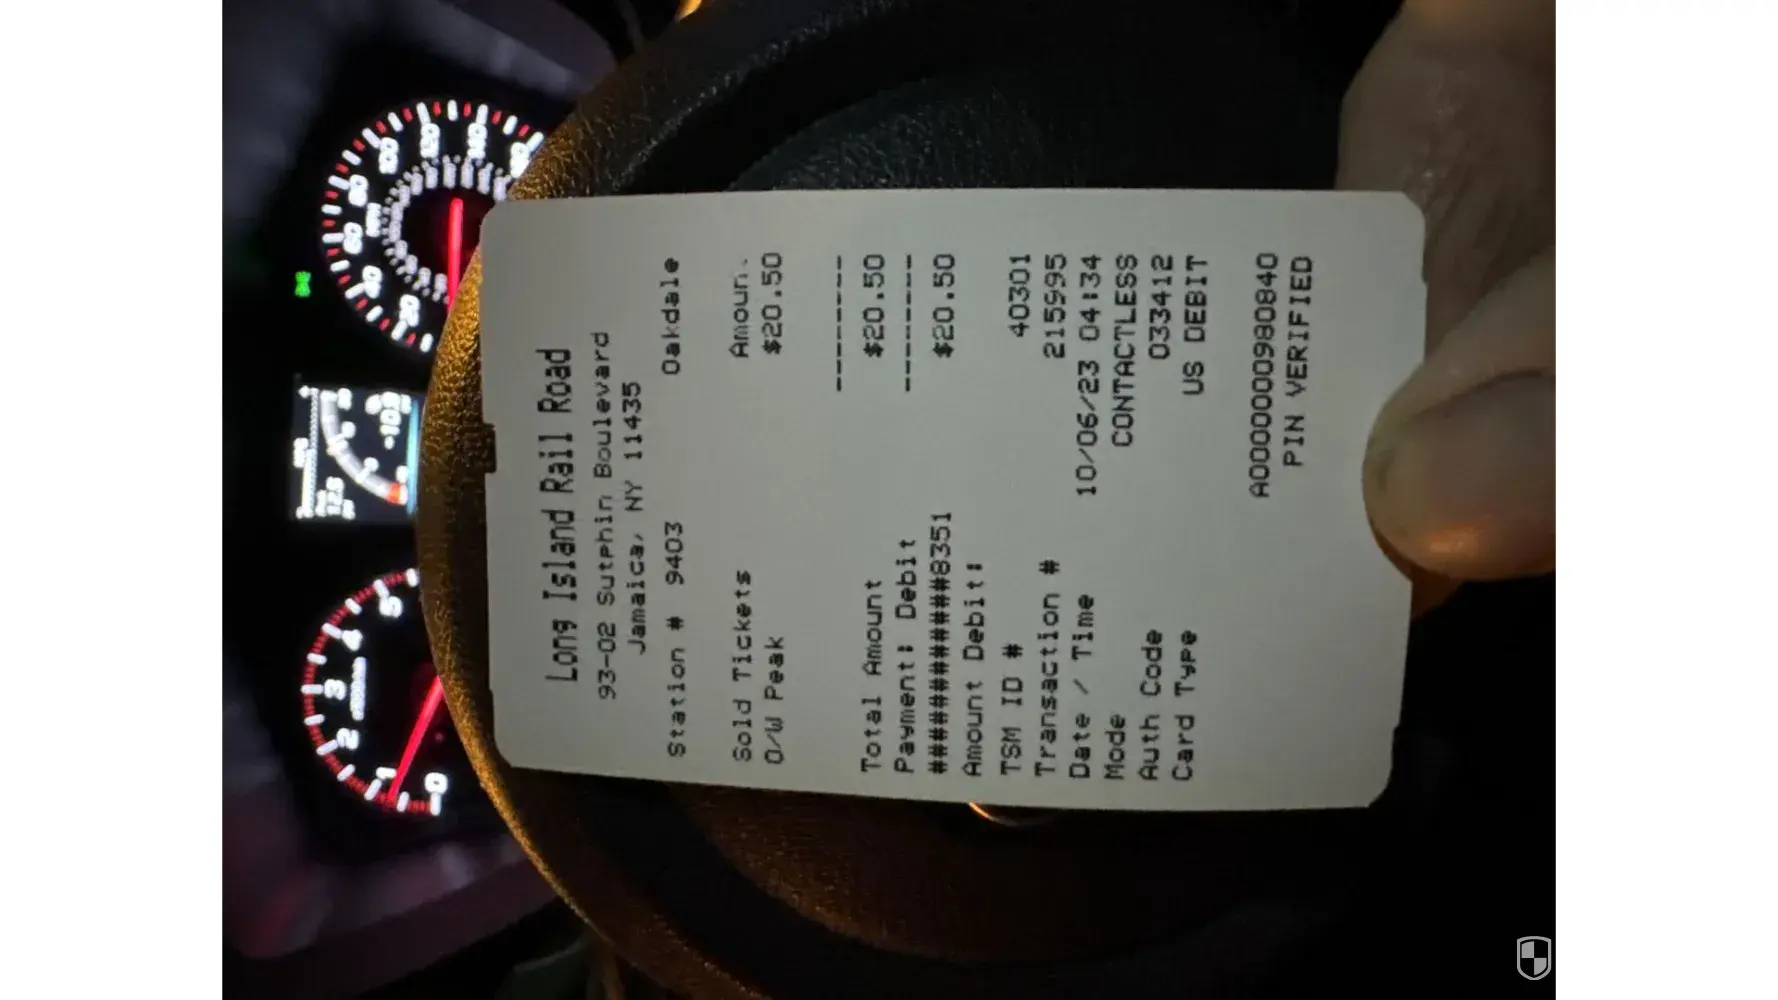 Long Island Rail Road
93-02 Sutphin Boulevard
Jamaica, NY 11435
Station # 9403 Oakdale
Sold Tickets Amoun
O/W Peak $20.50
--------
Total Amount $20.50
Payment: Debit --------
############8351 $20.50
Amount Debit:
TSM ID # 40301
Transaction # 215995
Date / Time 10/06/23 04:34
Mode CONTACTLESS
Auth Code 033412
Card Type US DEBIT
A0000000980840
PIN VERIFIED